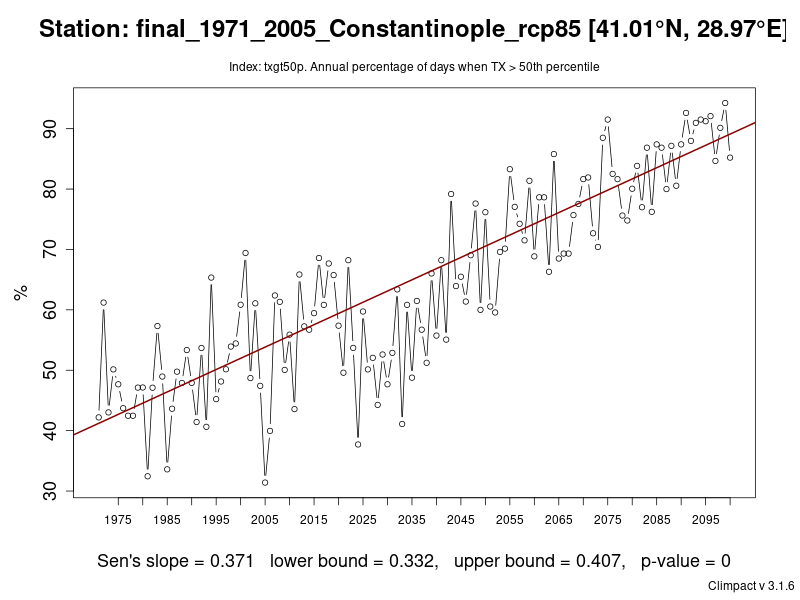 Station: final_1971_2005_Constantinople_rcp85 [41.01°N, 28.97°E]
Index: txgt50p. Annual percentage of days when TX > 50th percentile
90
80
70
60
50
40
30
%
1975 1985 1995 2005 2015 2025 2035 2045 2055 2065 2075 2085 2095
Sen's slope = 0.371 lower bound = 0.332, upper bound = 0.407, p-value = 0
Climpact v 3.1.6